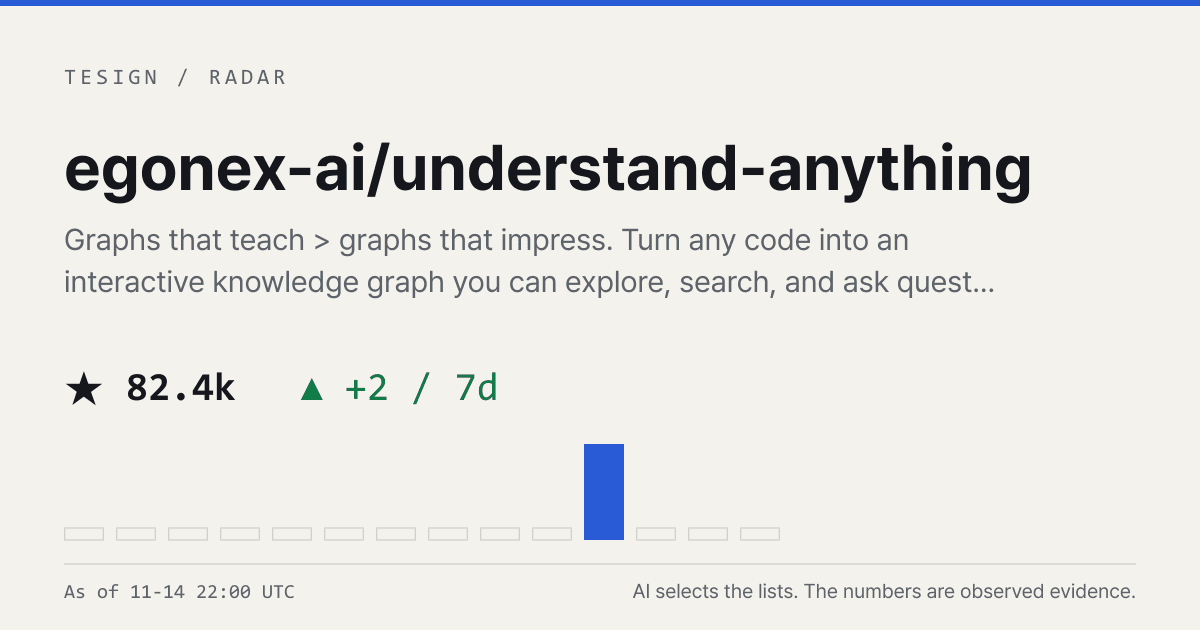 TESIGN / RADAR
egonex-ai/understand-anything
Graphs that teach > graphs that impress. Turn any code into an
interactive knowledge graph you can explore, search, and ask quest...
★ 82.4k ▲ +2 / 7d
As of 11-14 22:00 UTC
AI selects the lists. The numbers are observed evidence.